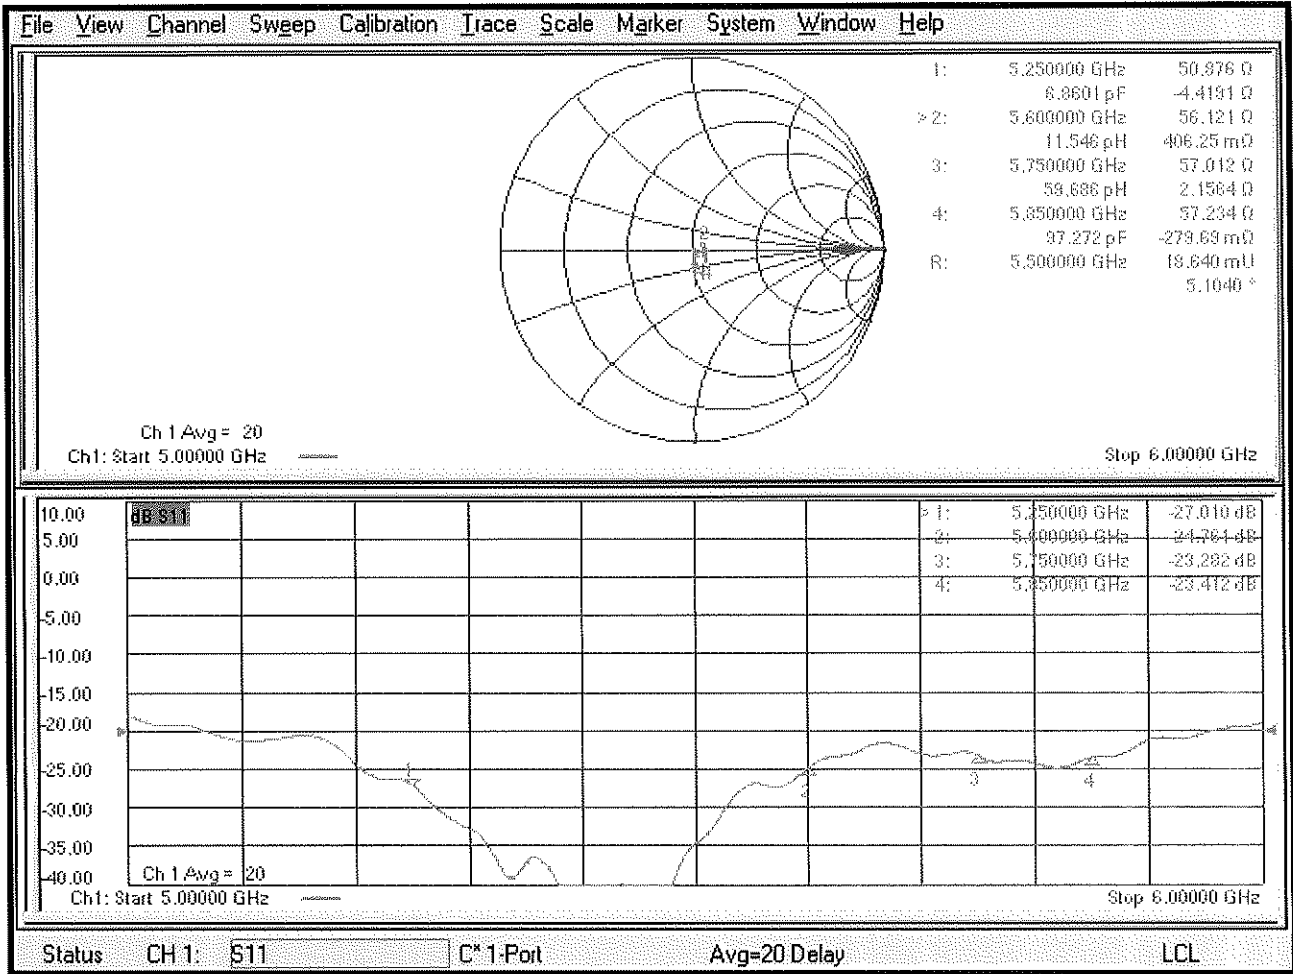 File View Channel Sweep Calibration Trace Scale Marker System Window Help
1: 5.250000 GHz 50.976 Ω
6.8601 pF -4.4191 Ω
> 2: 5.600000 GHz 56.121 Ω
11.546 pH 406.25 mΩ
3: 5.750000 GHz 57.012 Ω
59.686 pH 2.1564 Ω
4: 5.850000 GHz 57.234 Ω
97.272 pF -279.69 mΩ
R: 5.500000 GHz 18.640 mU
5.1040 °
Ch 1 Avg = 20
Ch1: Start 5.00000 GHz
Stop 6.00000 GHz
10.00
dB S11
> 1: 5.250000 GHz -27.010 dB
5.00
2: 5.600000 GHz -24.761 dB
3: 5.750000 GHz -23.282 dB
0.00
4: 5.850000 GHz -23.412 dB
-5.00
-10.00
-15.00
-20.00
-25.00
1
2
3
4
-30.00
-35.00
-40.00
Ch 1 Avg = 20
Ch1: Start 5.00000 GHz
Stop 6.00000 GHz
Status CH 1: S11 C* 1-Port Avg=20 Delay LCL